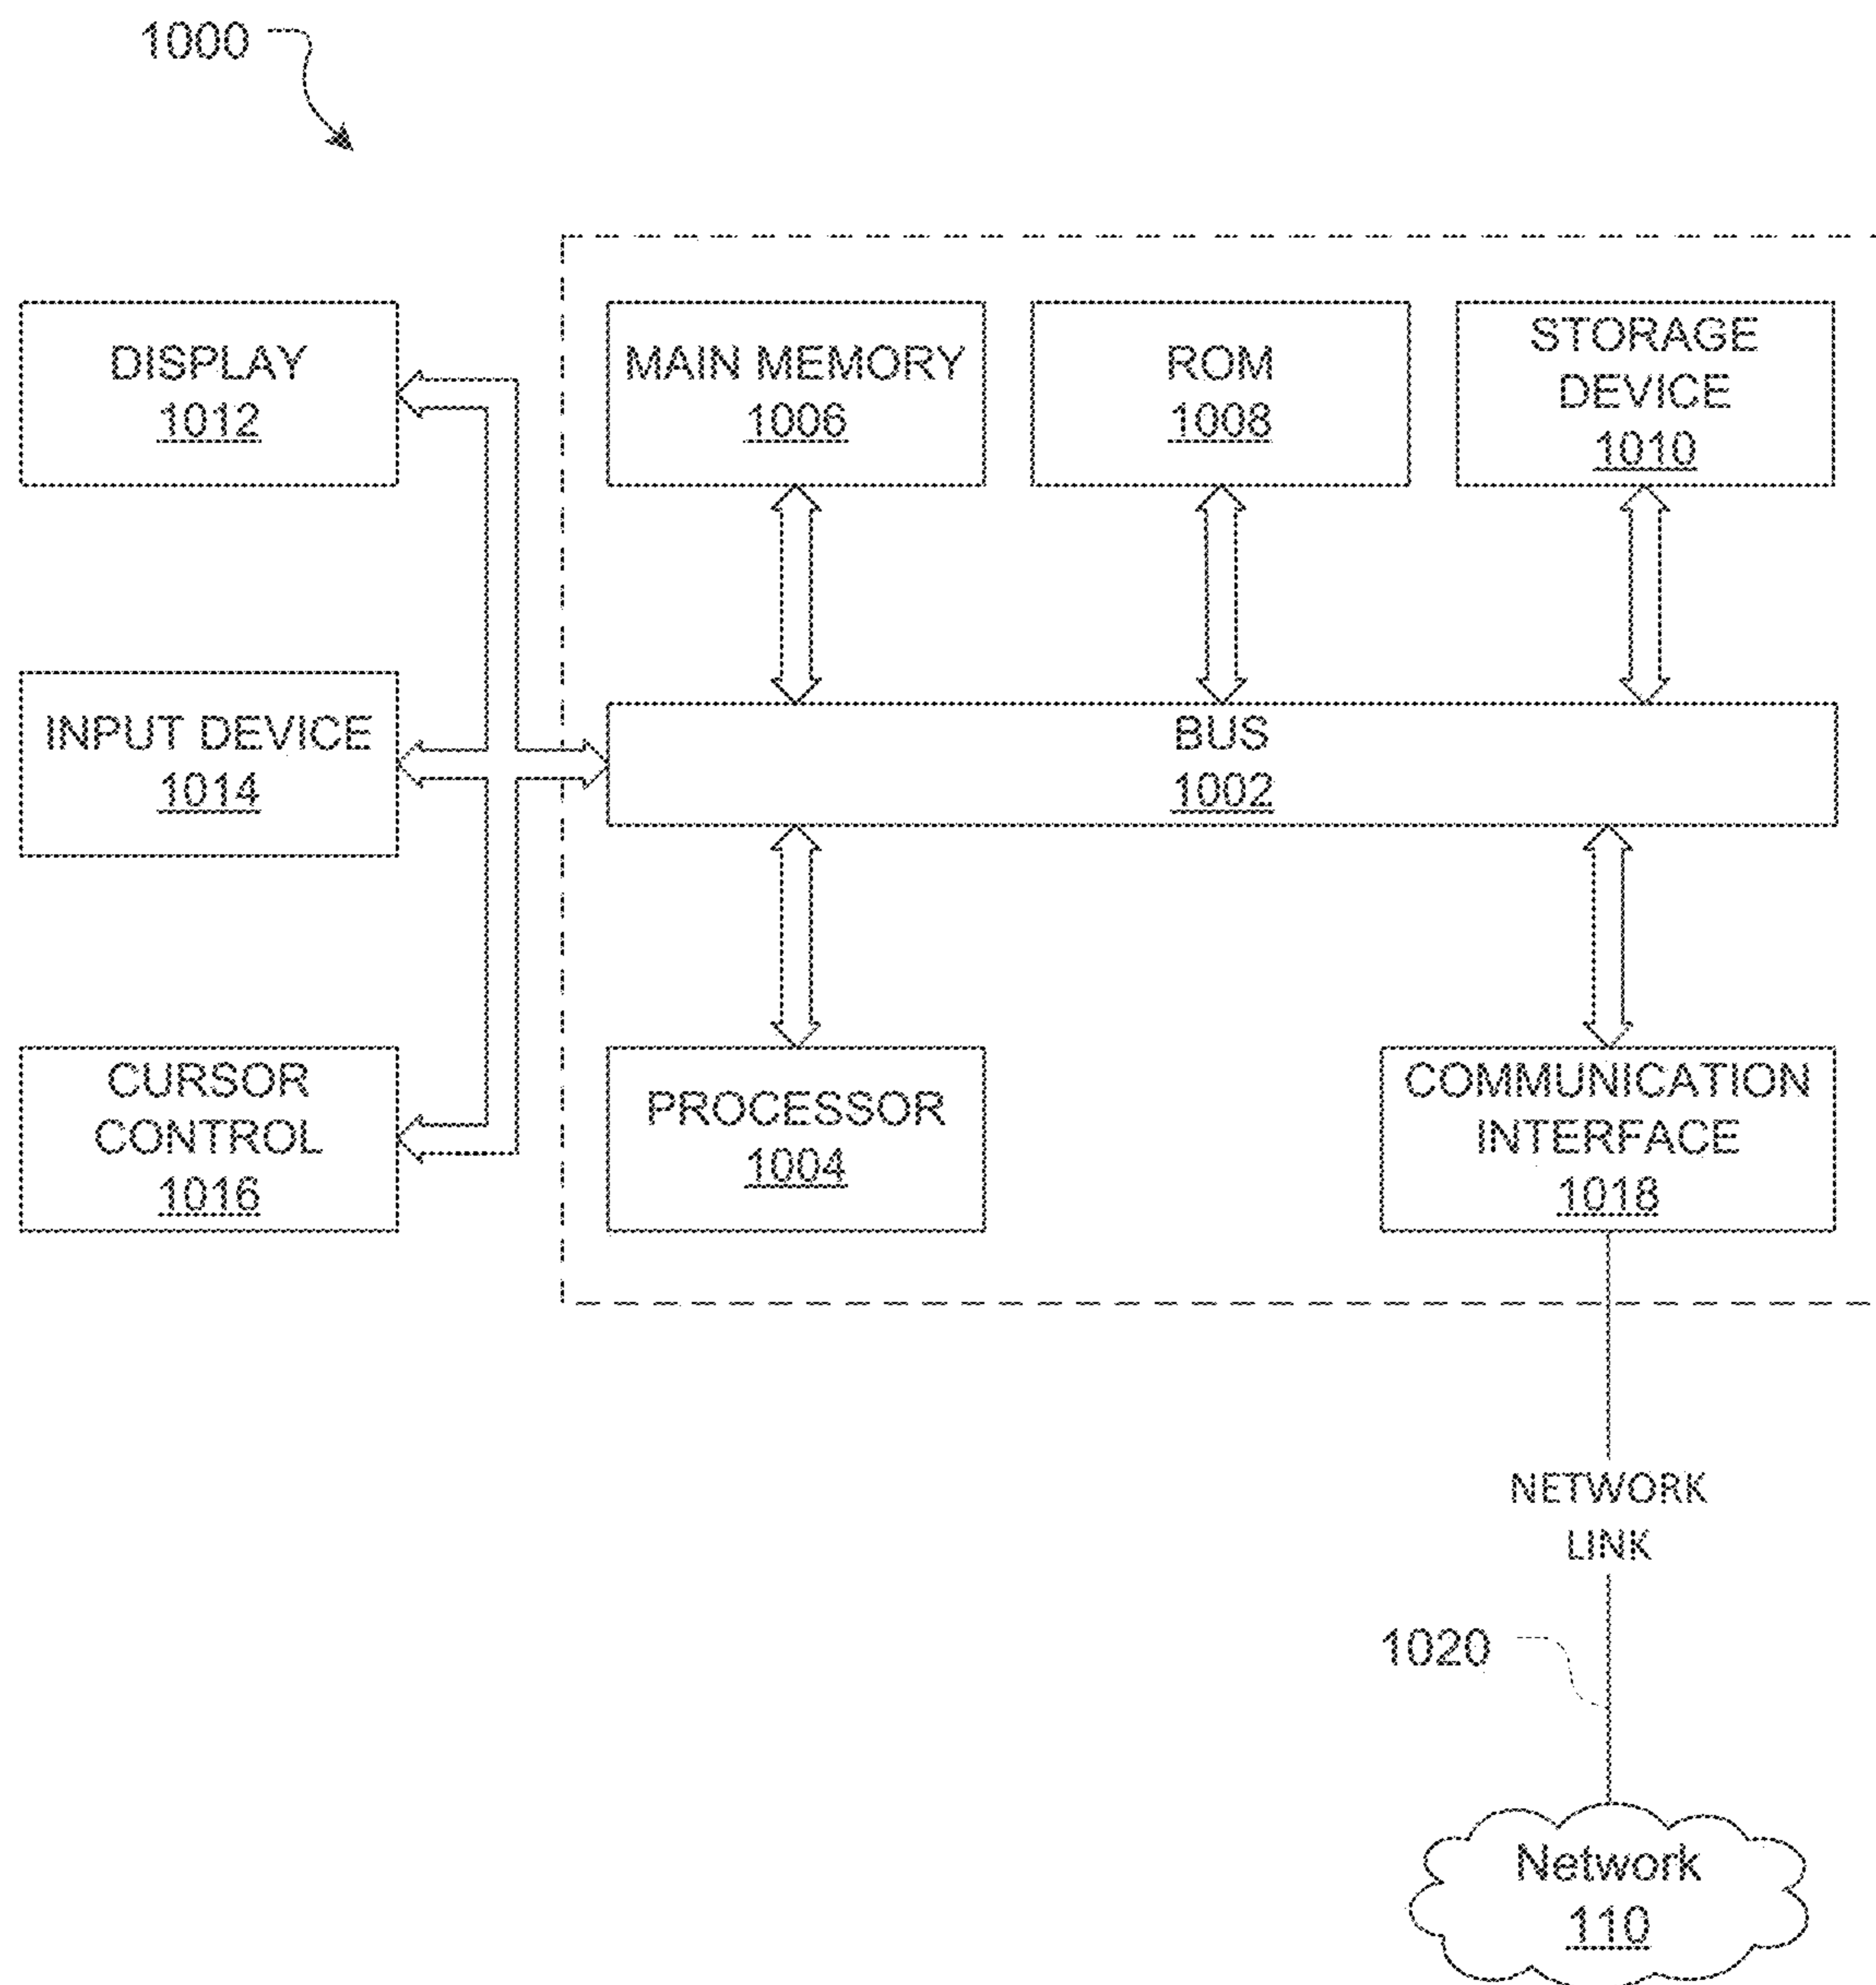 1000
DISPLAY
1012
MAIN MEMORY
1006
ROM
1008
STORAGE
DEVICE
1010
INPUT DEVICE
1014
BUS
1002
CURSOR
CONTROL
1016
PROCESSOR
1004
COMMUNICATION
INTERFACE
1018
NETWORK
LINK
1020
Network
110